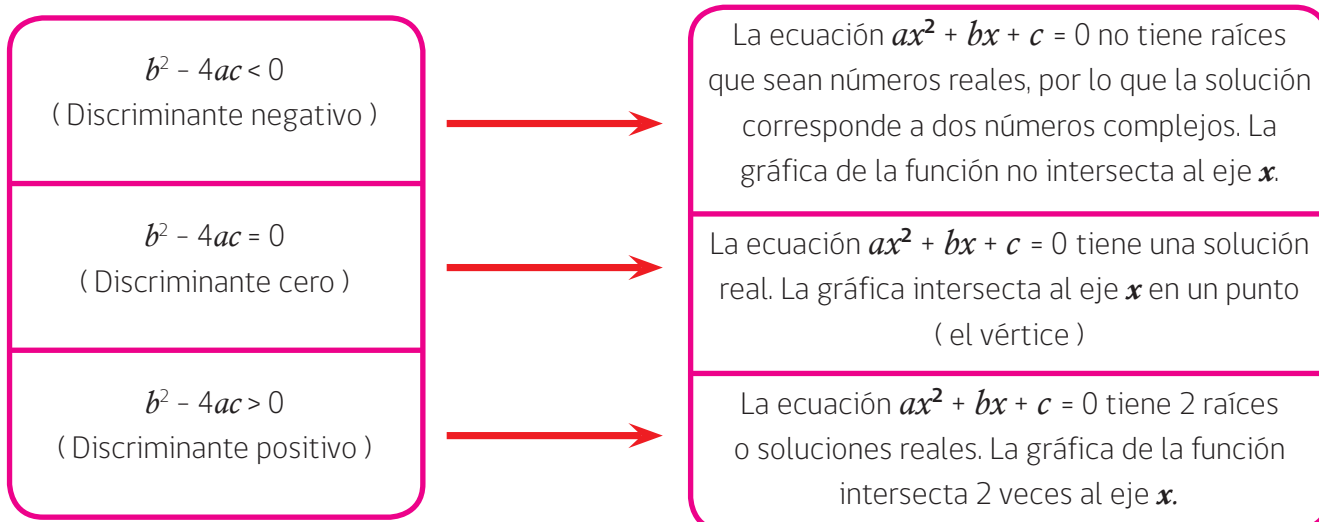 b² – 4ac < 0
( Discriminante negativo )
La ecuación ax² + bx + c = 0 no tiene raíces
que sean números reales, por lo que la solución
corresponde a dos números complejos. La
gráfica de la función no intersecta al eje x.
b² – 4ac = 0
( Discriminante cero )
La ecuación ax² + bx + c = 0 tiene una solución
real. La gráfica intersecta al eje x en un punto
( el vértice )
b² – 4ac > 0
( Discriminante positivo )
La ecuación ax² + bx + c = 0 tiene 2 raíces
o soluciones reales. La gráfica de la función
intersecta 2 veces al eje x.